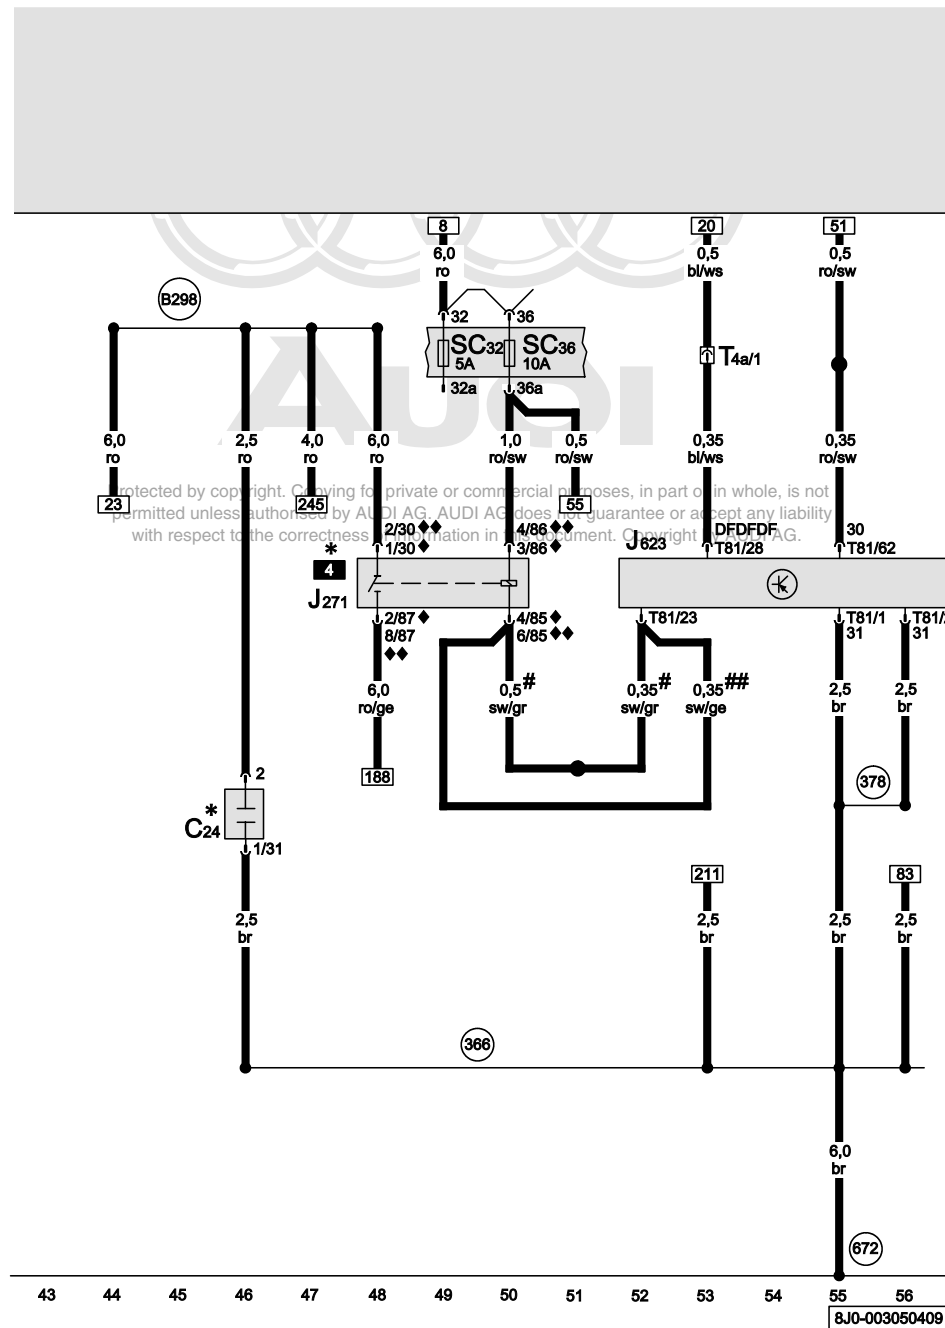 8 20 51
6,0 0,5 0,5
ro bl/ws ro/sw
B298
32 36
SC32 SC36
5A 10A
T4a/1
32a 36a
AUDI
6,0 2,5 4,0 6,0 1,0 0,5 0,35 0,35
ro ro ro ro ro/sw ro/sw bl/ws ro/sw
Protected by copyright. Copying for private or commercial purposes, in part or in whole, is not
23 245 55
permitted unless authorised by AUDI AG. AUDI AG does not guarantee or accept any liability
2/30 ♦♦ 4/86 ♦♦ DFDFDF 30
with respect to the correctness of information in this document. Copyright by AUDI AG.
* 1/30 ♦ 3/86 ♦ J623 T81/28 T81/62
4
J271
2/87 ♦ 4/85 ♦ T81/23 T81/1 T81/2
8/87 6/85 ♦♦ 31 31
♦♦
6,0 0,5 # 0,35 # 0,35 ## 2,5 2,5
ro/ge sw/gr sw/gr sw/ge br br
188
2 378
*
C24
1/31
211 83
2,5 2,5 2,5 2,5
br br br br
366
6,0
br
672
43 44 45 46 47 48 49 50 51 52 53 54 55 56
8J0-003050409